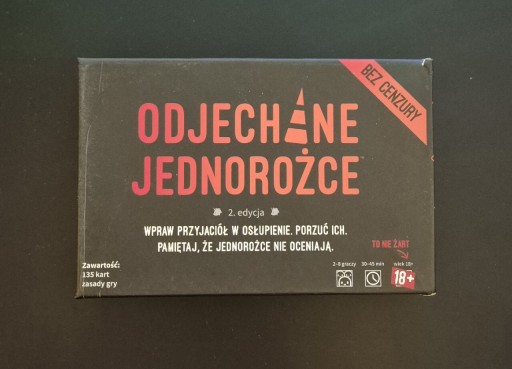 BEZ CENZURY
ODJECHANE
JEDNOROŻCE™
2. edycja
WPRAW PRZYJACIÓŁ W OSŁUPIENIE. PORZUĆ ICH.
PAMIĘTAJ, ŻE JEDNOROŻCE NIE OCENIAJĄ.
TO NIE ŻART
Zawartość:
135 kart
zasady gry
2-8 graczy 30-45 min wiek 18+
18+